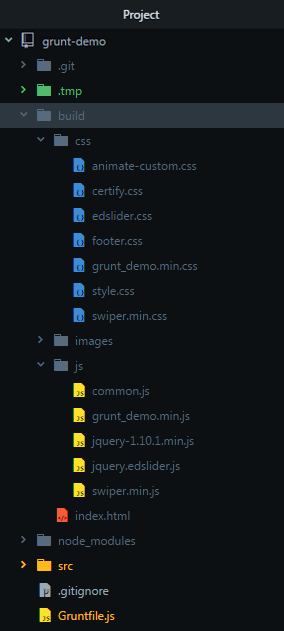 Project
grunt-demo
.git
.tmp
build
css
animate-custom.css
certify.css
edslider.css
footer.css
grunt_demo.min.css
style.css
swiper.min.css
images
js
common.js
grunt_demo.min.js
jquery-1.10.1.min.js
jquery.edslider.js
swiper.min.js
index.html
node_modules
src
.gitignore
Gruntfile.js